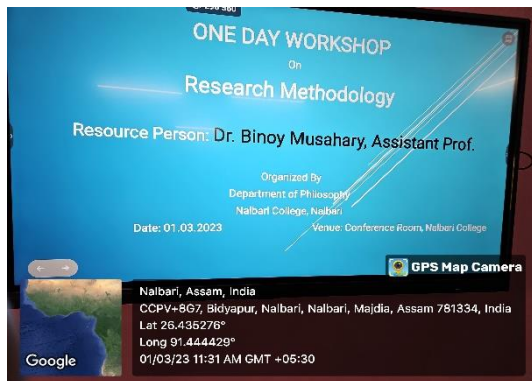 ONE DAY WORKSHOP
On
Research Methodology
Resource Person: Dr. Binoy Musahary, Assistant Prof.
Organized By
Department of Philosophy
Nalbari College, Nalbari
Date: 01.03.2023 Venue: Conference Room, Nalbari College
GPS Map Camera
Nalbari, Assam, India
CCPV+8G7, Bidyapur, Nalbari, Nalbari, Majdia, Assam 781334, India
Lat 26.435276°
Long 91.444429°
01/03/23 11:31 AM GMT +05:30
Google